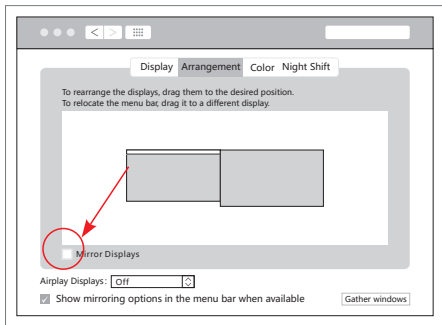 Display Arrangement Color Night Shift
To rearrange the displays, drag them to the desired position.
To relocate the menu bar, drag it to a different display.
Mirror Displays
Airplay Displays: Off
Show mirroring options in the menu bar when available
Gather windows